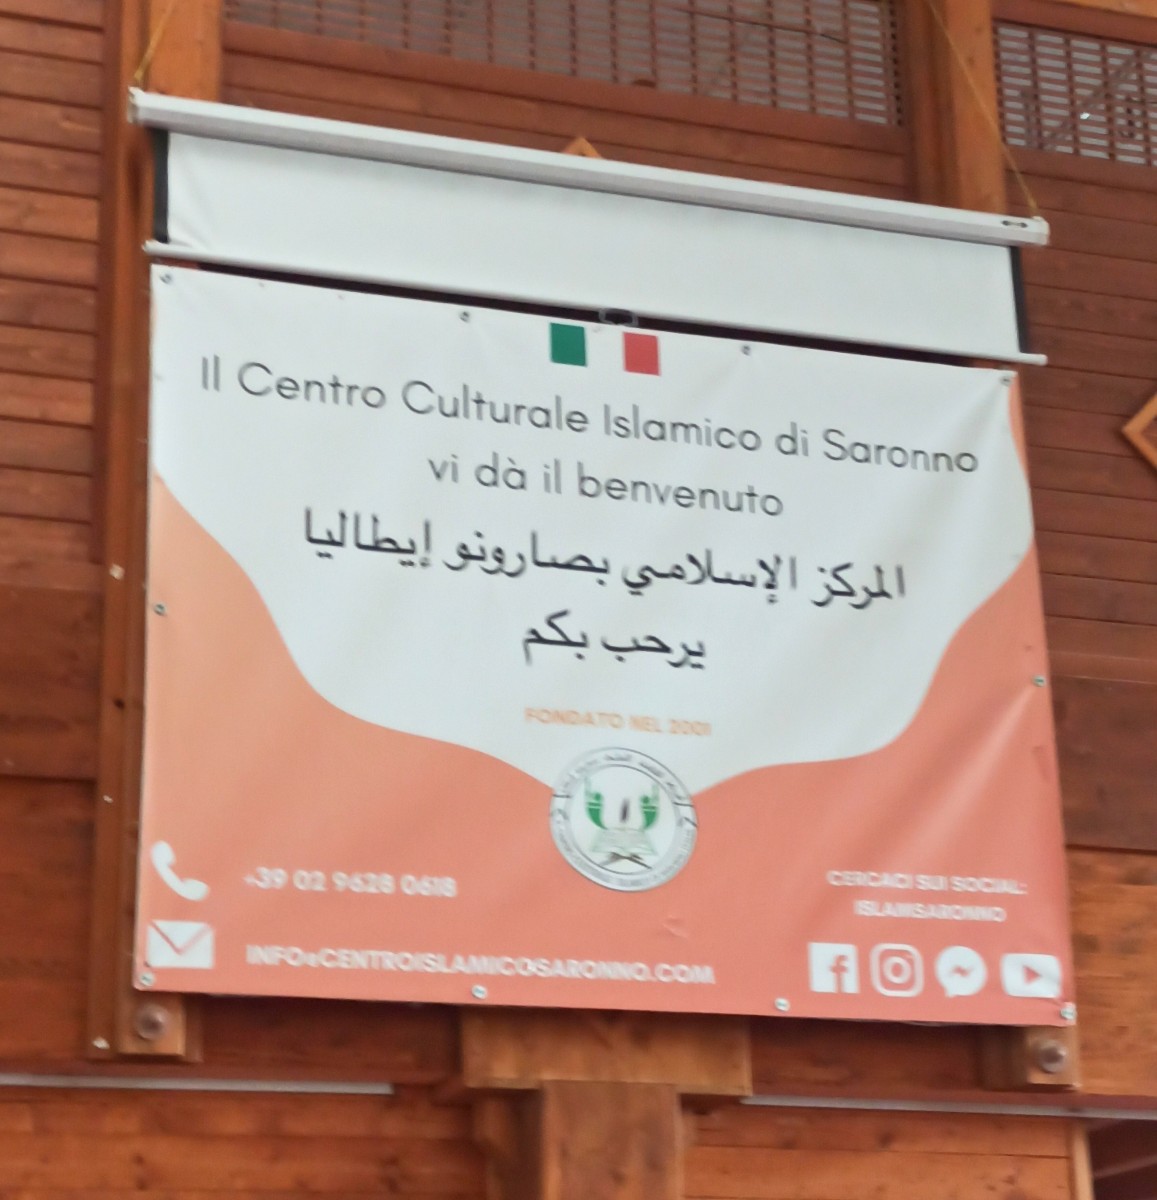 Il Centro Culturale Islamico di Saronno
vi dà il benvenuto
المركز الإسلامي بصارونو إيطاليا
يرحب بكم
FONDATO NEL 2001
+39 02 9628 0618
INFO@CENTROISLAMICOSARONNO.COM
CERCACI SUI SOCIAL:
ISLAMSARONNO